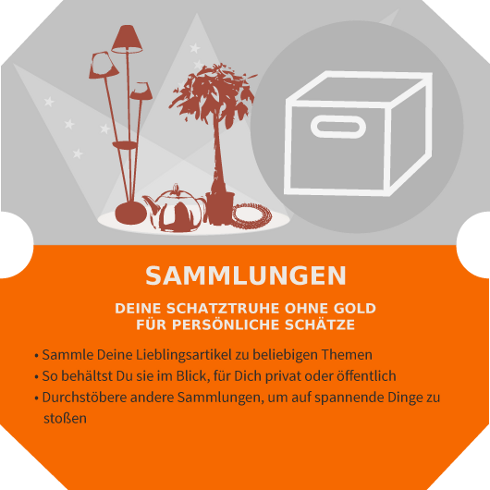 SAMMLUNGEN
DEINE SCHATZTRUHE OHNE GOLD
FÜR PERSÖNLICHE SCHÄTZE
• Sammle Deine Lieblingsartikel zu beliebigen Themen
• So behältst Du sie im Blick, für Dich privat oder öffentlich
• Durchstöbere andere Sammlungen, um auf spannende Dinge zu
stoßen